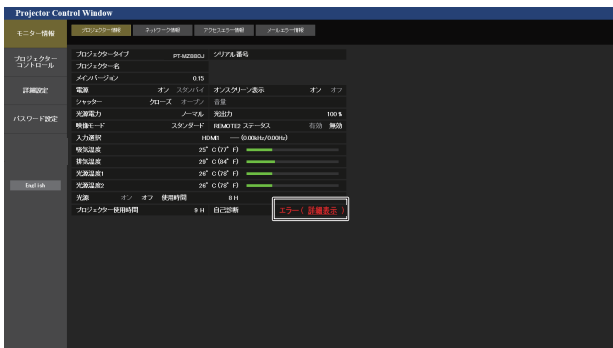 Projector Control Window
モニター情報
プロジェクター情報 ネットワーク情報 アクセスエラー情報 メールエラー情報
プロジェクター
コントロール
詳細設定
パスワード設定
English
プロジェクタータイプ PT-MZ880J シリアル番号
プロジェクター名
メインバージョン 0.15
電源 オン スタンバイ オンスクリーン表示 オン オフ
シャッター クローズ オープン 音量
光源電力 ノーマル 光出力 100 %
映像モード スタンダード REMOTE2 ステータス 有効 無効
入力選択 HDMI1 ---- (0.00kHz/0.00Hz)
吸気温度 25° C (77° F)
排気温度 29° C (84° F)
光源温度1 26° C (78° F)
光源温度2 26° C (78° F)
光源 オン オフ 使用時間 8 H
プロジェクター使用時間 9 H 自己診断 エラー ( 詳細表示 )